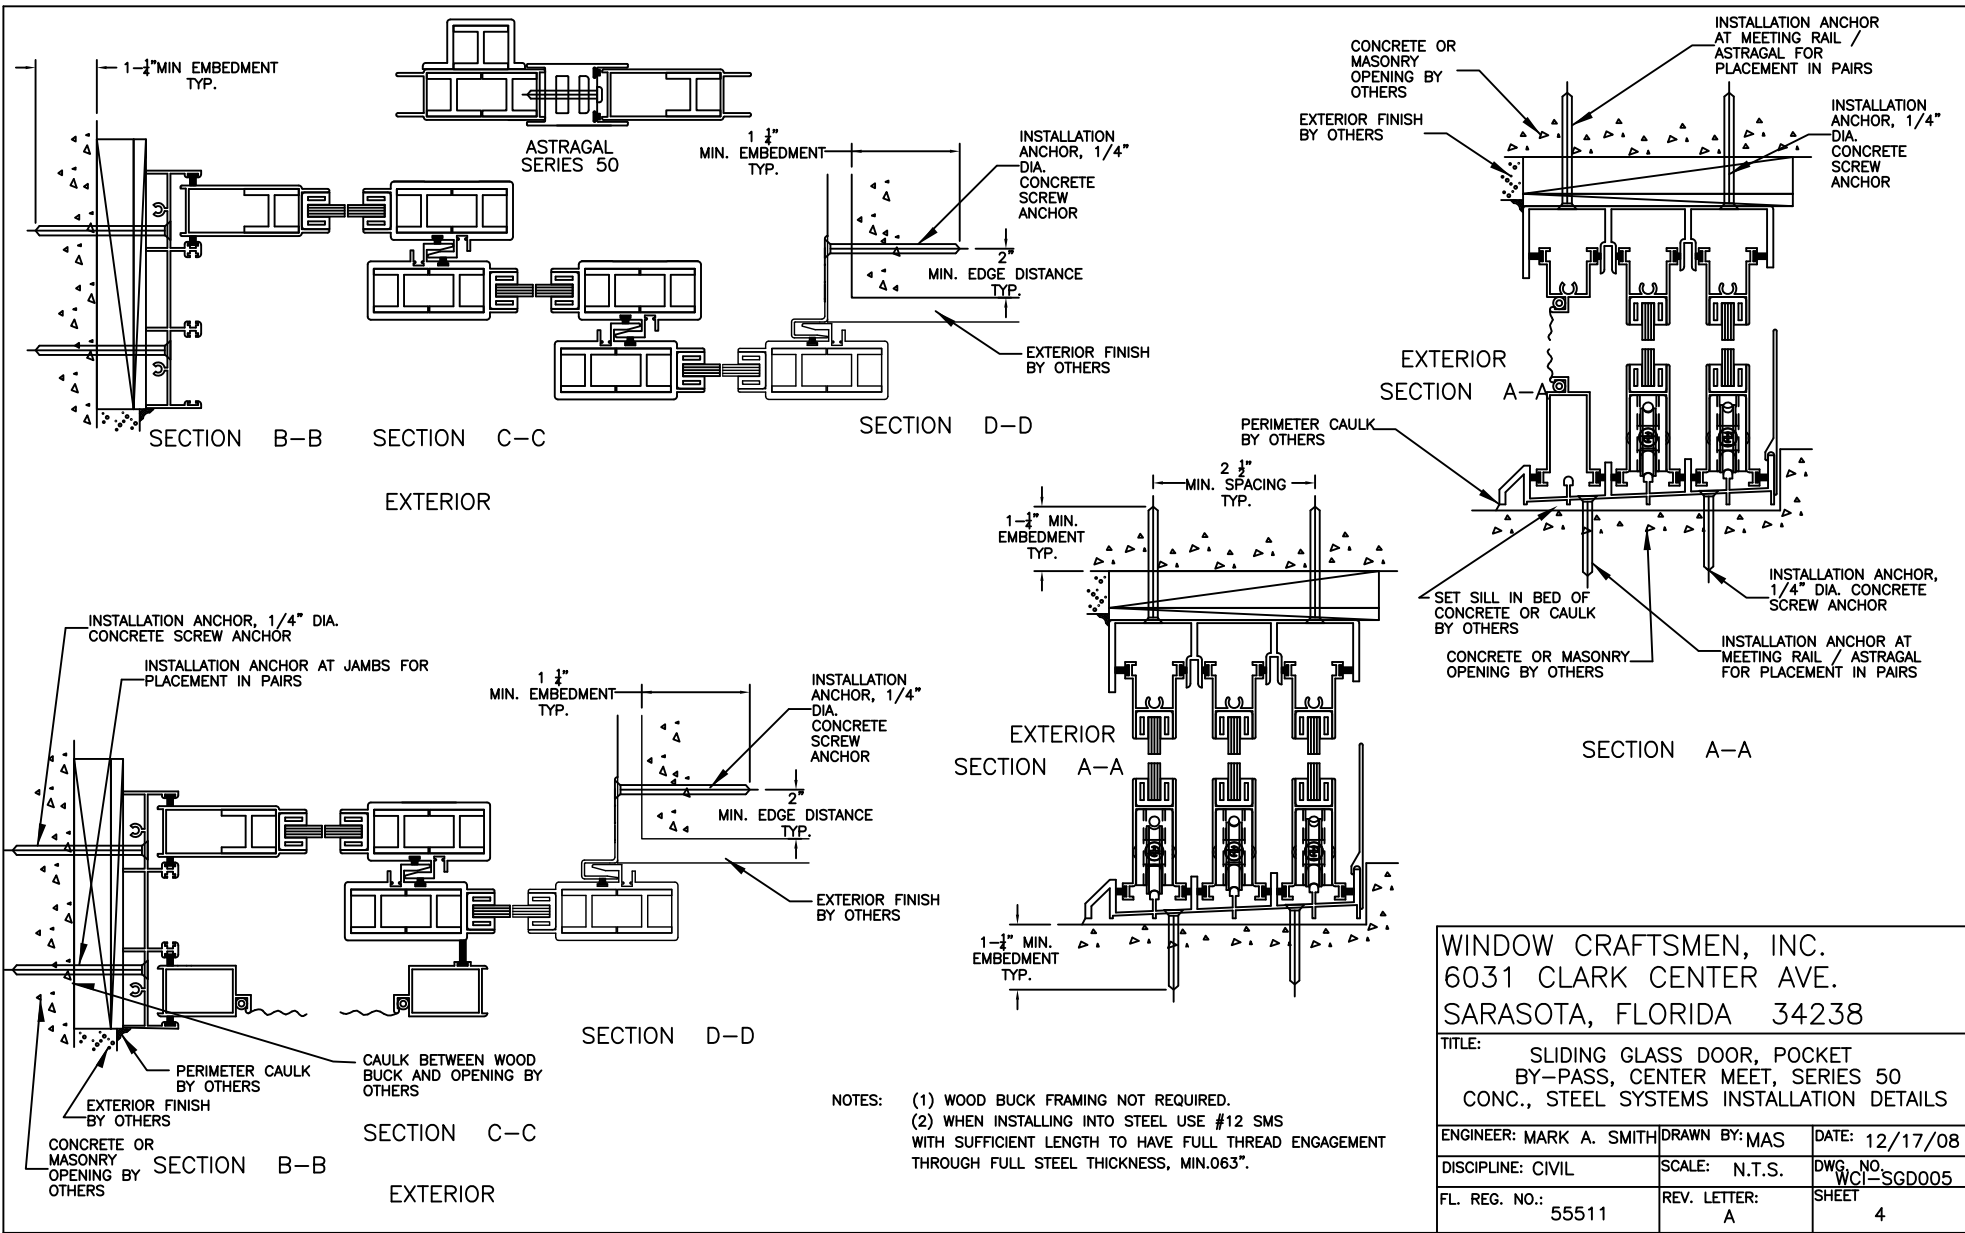 1-1/4" MIN EMBEDMENT
TYP.
ASTRAGAL
SERIES 50
1 1/4"
MIN. EMBEDMENT
TYP.
INSTALLATION
ANCHOR, 1/4"
DIA.
CONCRETE
SCREW
ANCHOR
2"
MIN. EDGE DISTANCE
TYP.
EXTERIOR FINISH
BY OTHERS
SECTION B-B
SECTION C-C
SECTION D-D
EXTERIOR
CONCRETE OR
MASONRY
OPENING BY
OTHERS
INSTALLATION ANCHOR
AT MEETING RAIL /
ASTRAGAL FOR
PLACEMENT IN PAIRS
EXTERIOR FINISH
BY OTHERS
INSTALLATION
ANCHOR, 1/4"
DIA.
CONCRETE
SCREW
ANCHOR
EXTERIOR
SECTION A-A
PERIMETER CAULK
BY OTHERS
2 1/2"
MIN. SPACING
TYP.
1-1/4" MIN.
EMBEDMENT
TYP.
SET SILL IN BED OF
CONCRETE OR CAULK
BY OTHERS
INSTALLATION ANCHOR,
1/4" DIA. CONCRETE
SCREW ANCHOR
CONCRETE OR MASONRY
OPENING BY OTHERS
INSTALLATION ANCHOR AT
MEETING RAIL / ASTRAGAL
FOR PLACEMENT IN PAIRS
SECTION A-A
INSTALLATION ANCHOR, 1/4" DIA.
CONCRETE SCREW ANCHOR
INSTALLATION ANCHOR AT JAMBS FOR
PLACEMENT IN PAIRS
1 1/4"
MIN. EMBEDMENT
TYP.
INSTALLATION
ANCHOR, 1/4"
DIA.
CONCRETE
SCREW
ANCHOR
2"
MIN. EDGE DISTANCE
TYP.
EXTERIOR FINISH
BY OTHERS
EXTERIOR
SECTION A-A
1-1/4" MIN.
EMBEDMENT
TYP.
SECTION D-D
PERIMETER CAULK
BY OTHERS
CAULK BETWEEN WOOD
BUCK AND OPENING BY
OTHERS
EXTERIOR FINISH
BY OTHERS
CONCRETE OR
MASONRY
OPENING BY
OTHERS
SECTION B-B
SECTION C-C
EXTERIOR
NOTES: (1) WOOD BUCK FRAMING NOT REQUIRED.
(2) WHEN INSTALLING INTO STEEL USE #12 SMS
WITH SUFFICIENT LENGTH TO HAVE FULL THREAD ENGAGEMENT
THROUGH FULL STEEL THICKNESS, MIN.063".
WINDOW CRAFTSMEN, INC.
6031 CLARK CENTER AVE.
SARASOTA, FLORIDA 34238
TITLE:
SLIDING GLASS DOOR, POCKET
BY-PASS, CENTER MEET, SERIES 50
CONC., STEEL SYSTEMS INSTALLATION DETAILS
ENGINEER: MARK A. SMITH
DRAWN BY: MAS
DATE: 12/17/08
DISCIPLINE: CIVIL
SCALE: N.T.S.
DWG. NO.
WCI-SGD005
FL. REG. NO.: 55511
REV. LETTER:
A
SHEET
4